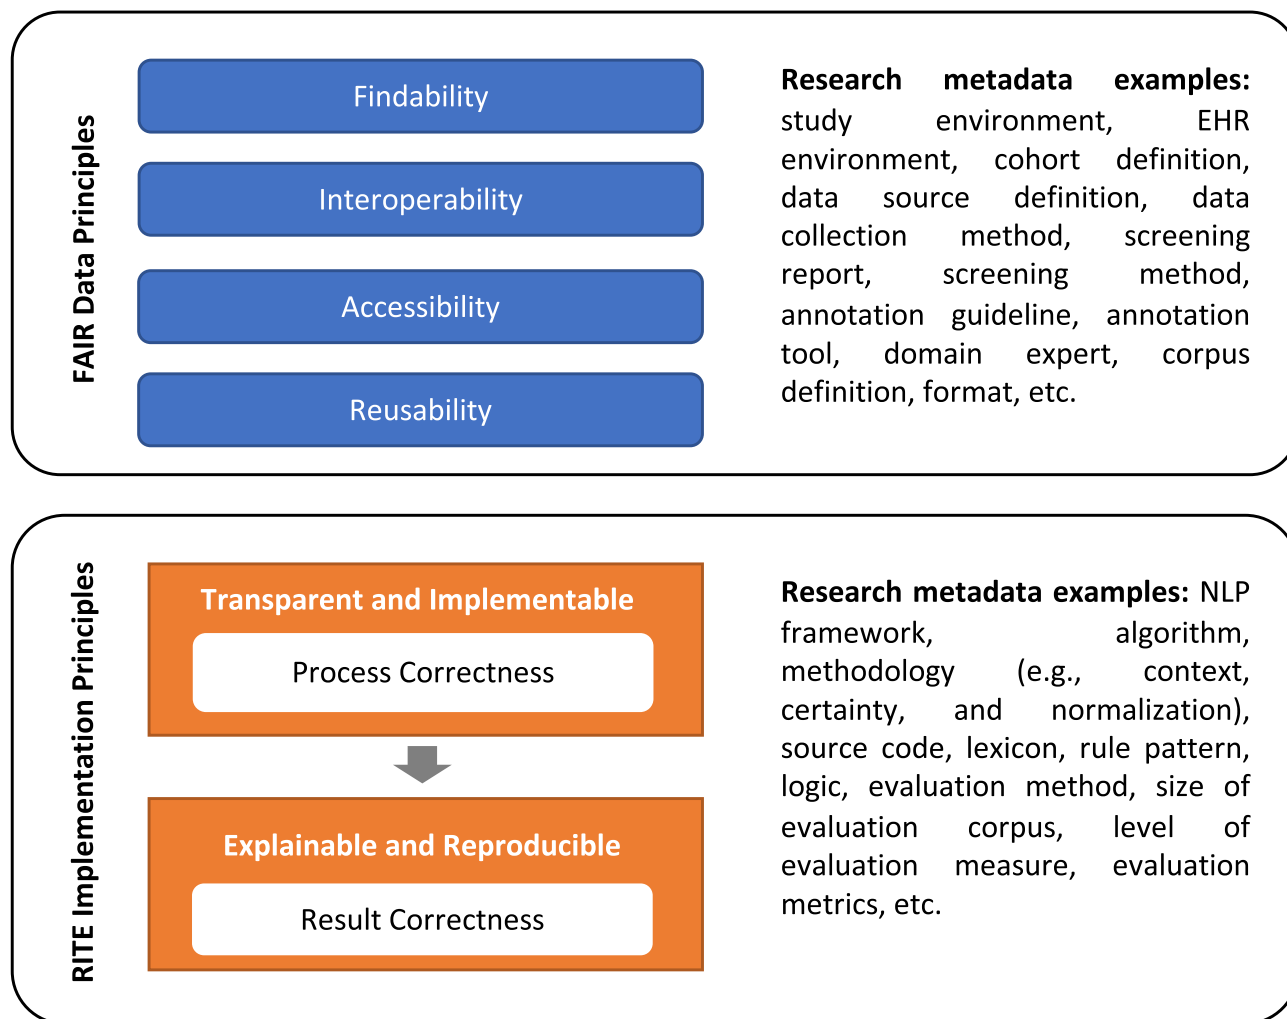 FAIR Data Principles
Findability
Interoperability
Accessibility
Reusability
Research metadata examples:
study environment, EHR
environment, cohort definition,
data source definition, data
collection method, screening
report, screening method,
annotation guideline, annotation
tool, domain expert, corpus
definition, format, etc.
RITE Implementation Principles
Transparent and Implementable
Process Correctness
Explainable and Reproducible
Result Correctness
Research metadata examples: NLP
framework, algorithm,
methodology (e.g., context,
certainty, and normalization),
source code, lexicon, rule pattern,
logic, evaluation method, size of
evaluation corpus, level of
evaluation measure, evaluation
metrics, etc.